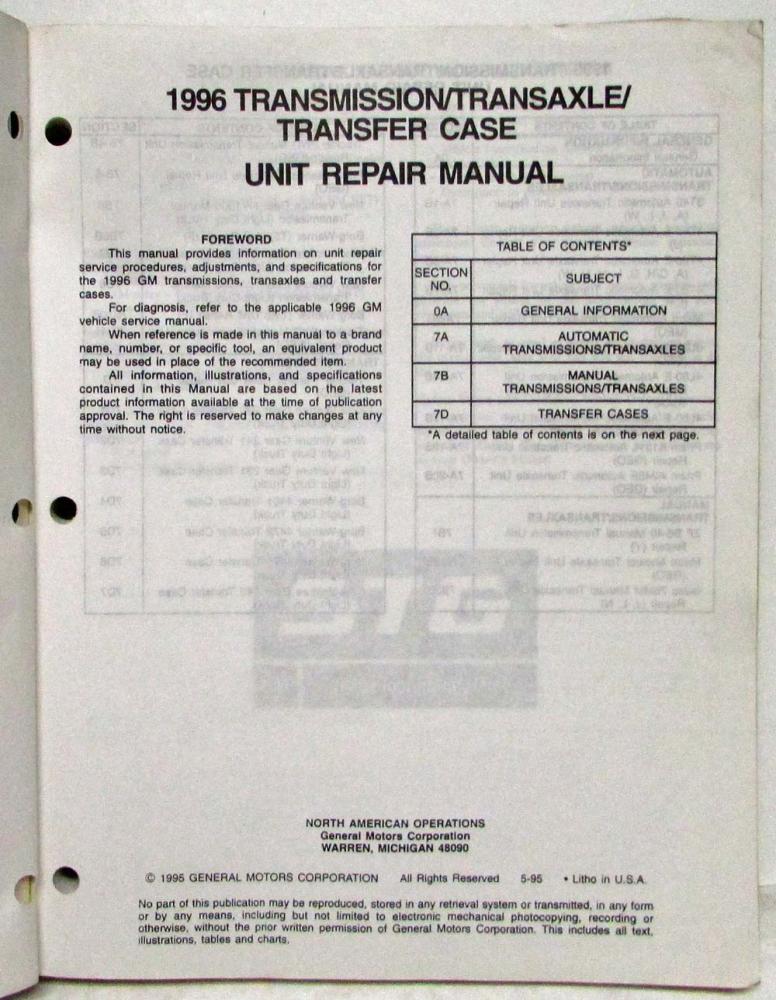 1996 TRANSMISSION/TRANSAXLE/
TRANSFER CASE
UNIT REPAIR MANUAL
FOREWORD
This manual provides information on unit repair
service procedures, adjustments, and specifications for
the 1996 GM transmissions, transaxles and transfer
cases.
For diagnosis, refer to the applicable 1996 GM
vehicle service manual.
When reference is made in this manual to a brand
name, number, or specific tool, an equivalent product
may be used in place of the recommended item.
All information, illustrations, and specifications
contained in this Manual are based on the latest
product information available at the time of publication
approval. The right is reserved to make changes at any
time without notice.
TABLE OF CONTENTS*
SECTION
NO.
SUBJECT
0A GENERAL INFORMATION
7A AUTOMATIC
TRANSMISSIONS/TRANSAXLES
7B MANUAL
TRANSMISSIONS/TRANSAXLES
7D TRANSFER CASES
*A detailed table of contents is on the next page.
NORTH AMERICAN OPERATIONS
General Motors Corporation
WARREN, MICHIGAN 48090
© 1995 GENERAL MOTORS CORPORATION All Rights Reserved 5-95 • Litho in U.S.A.
No part of this publication may be reproduced, stored in any retrieval system or transmitted, in any form
or by any means, including but not limited to electronic mechanical photocopying, recording or
otherwise, without the prior written permission of General Motors Corporation. This includes all text,
illustrations, tables and charts.